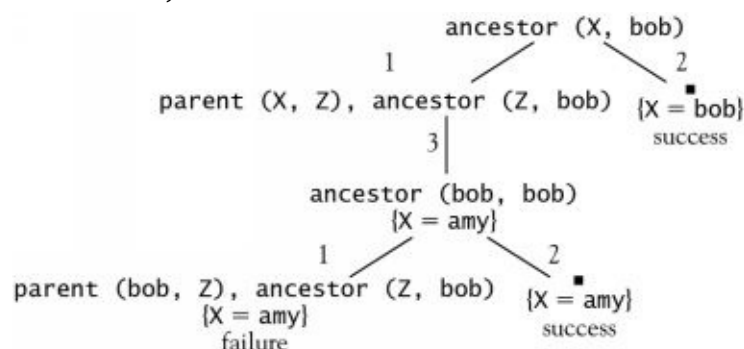 ancestor (X, bob)
1
2
parent (X, Z), ancestor (Z, bob)
{X = bob}
success
3
ancestor (bob, bob)
{X = amy}
1
2
parent (bob, Z), ancestor (Z, bob)
{X = amy}
{X = amy}
success
failure